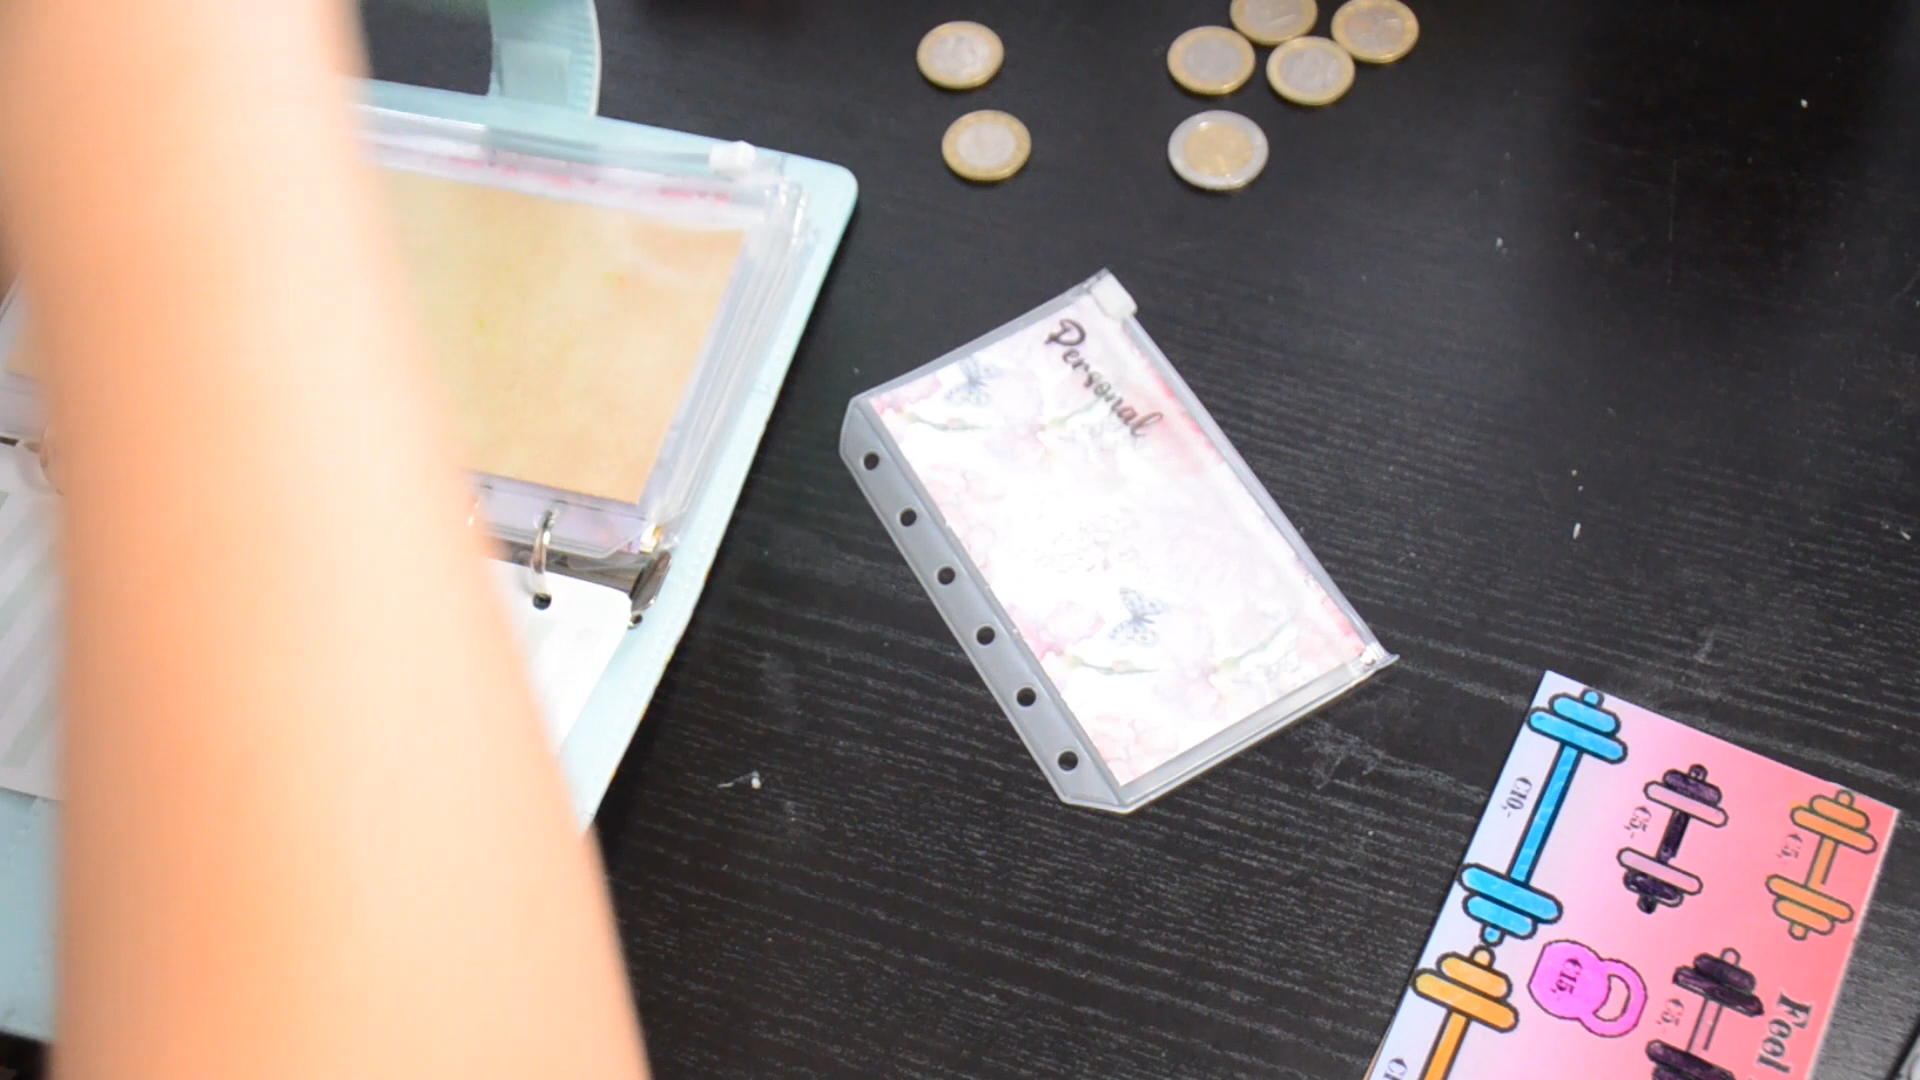 Personal
€10,-
€5,-
€5,-
€15,-
€5,-
Feel